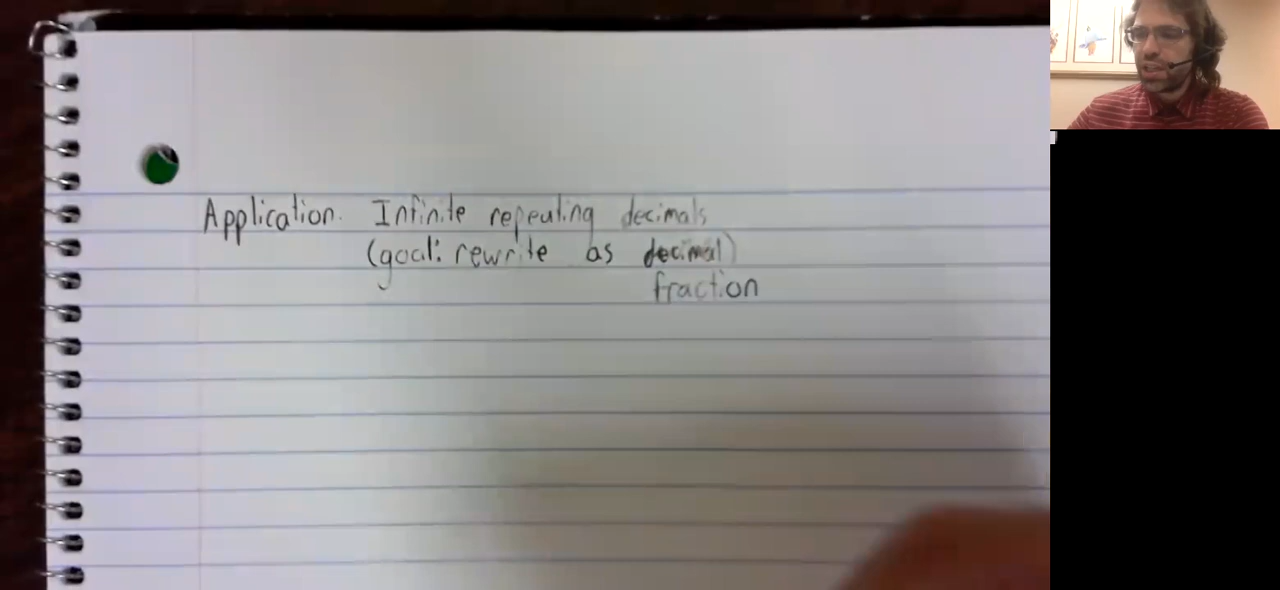 Application. Infinite repeating decimals
(goal: rewrite as decimal)
fraction